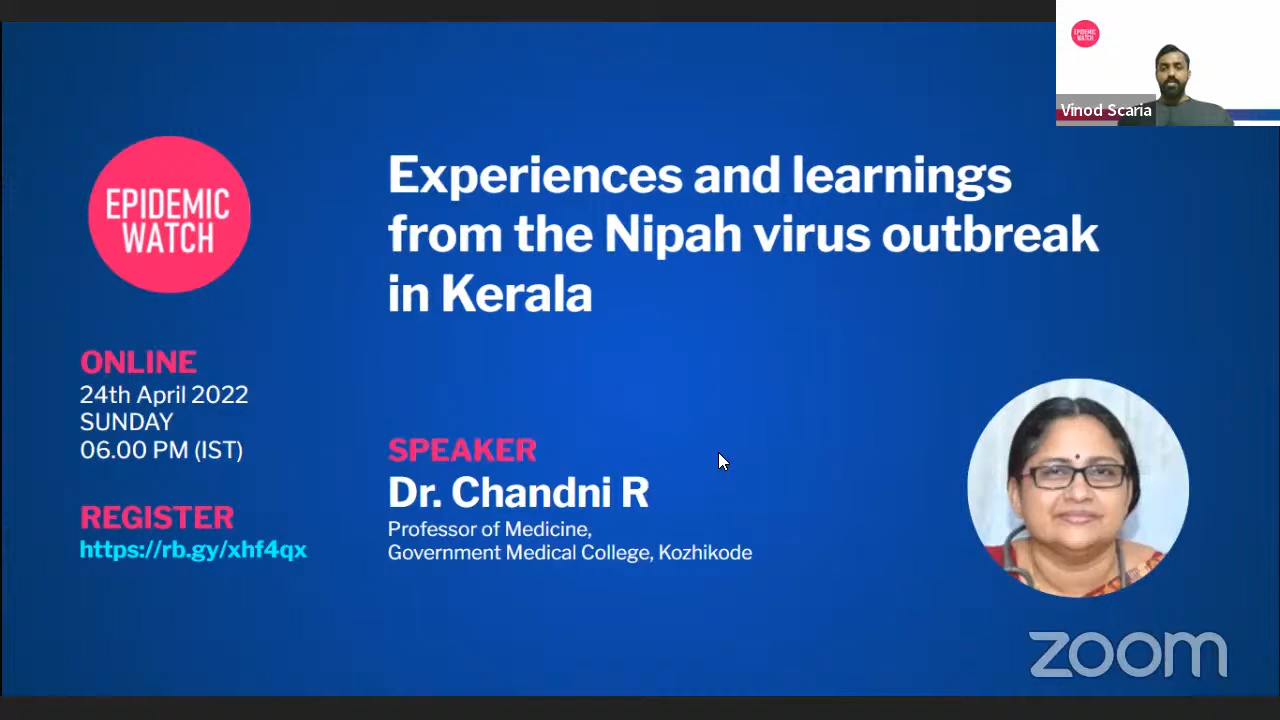 EPIDEMIC
WATCH
Vinod Scaria
EPIDEMIC
WATCH
Experiences and learnings
from the Nipah virus outbreak
in Kerala
ONLINE
24th April 2022
SUNDAY
06.00 PM (IST)
REGISTER
https://rb.gy/xhf4qx
SPEAKER
Dr. Chandni R
Professor of Medicine,
Government Medical College, Kozhikode
zoom